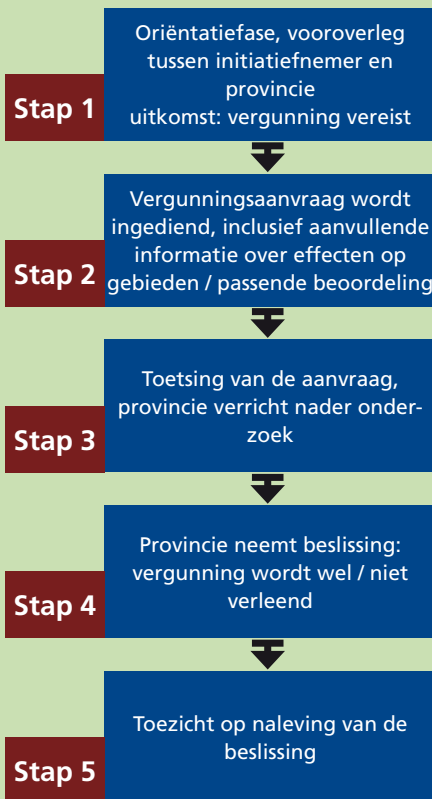 Oriëntatiefase, vooroverleg
tussen initiatiefnemer en
provincie
uitkomst: vergunning vereist
Stap 1
Vergunningsaanvraag wordt
ingediend, inclusief aanvullende
informatie over effecten op
gebieden / passende beoordeling
Stap 2
Toetsing van de aanvraag,
provincie verricht nader onder-
zoek
Stap 3
Provincie neemt beslissing:
vergunning wordt wel / niet
verleend
Stap 4
Toezicht op naleving van de
beslissing
Stap 5